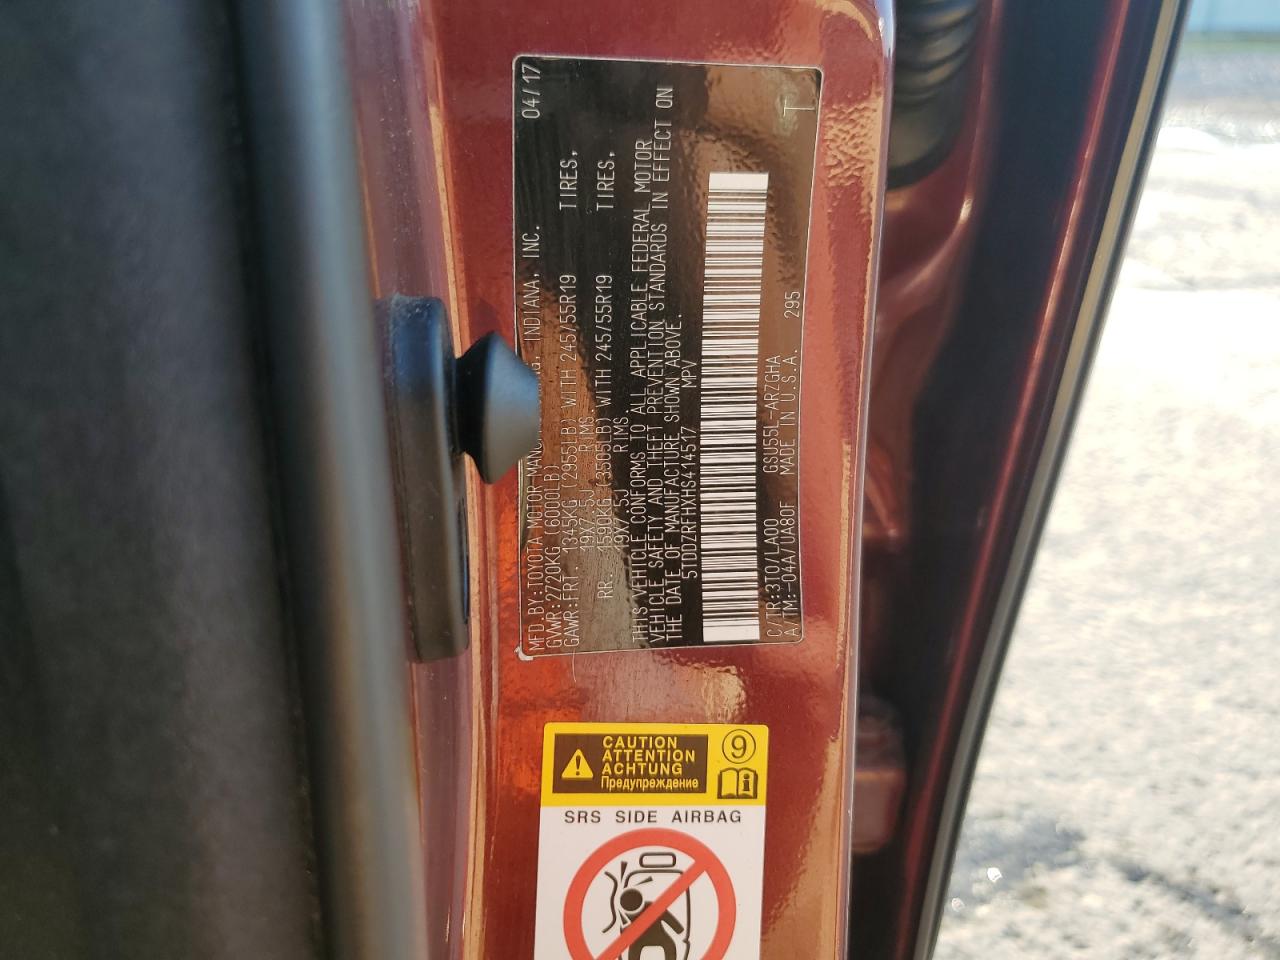 MFD.BY:TOYOTA MOTOR INDIANA, INC. 04/17
GVWR:2720KG (6000LB)
GAWR:FRT. 1345KG (2955LB) WITH 245/55R19 TIRES,
19X7.5J RIMS.
RR. 1590KG (3505LB) WITH 245/55R19 TIRES,
19X7.5J RIMS.
THIS VEHICLE CONFORMS TO ALL APPLICABLE FEDERAL MOTOR
VEHICLE SAFETY AND THEFT PREVENTION STANDARDS IN EFFECT ON
THE DATE OF MANUFACTURE SHOWN ABOVE.
5TDDZRFHXHS414517 MPV
C/TR:3T0/LA00 GSU55L-ARZGHA 295 T
A/TM:-04A/UA80F MADE IN U.S.A.
CAUTION
ATTENTION
ACHTUNG
Предупреждение
9
i
SRS SIDE AIRBAG